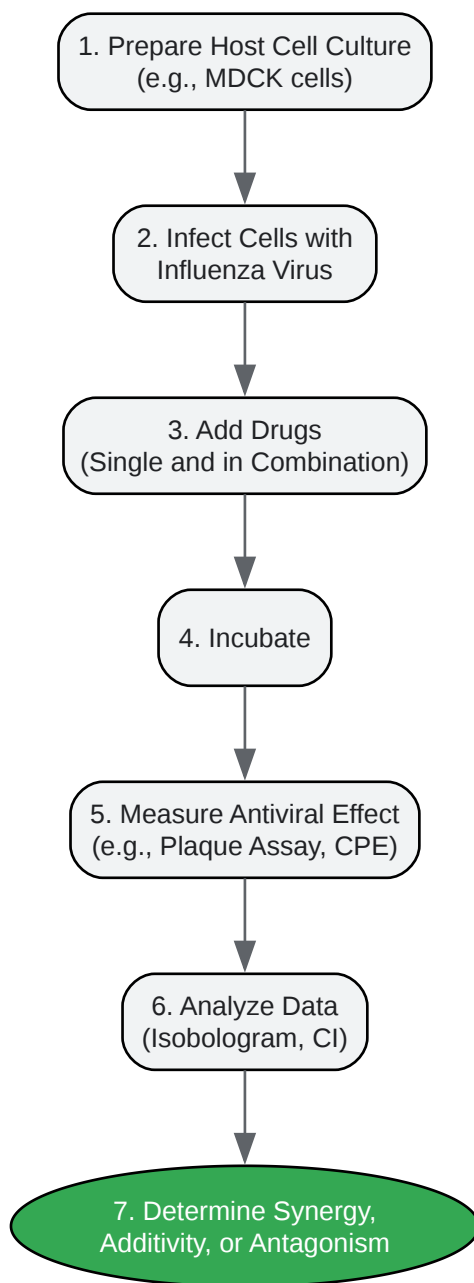 1. Prepare Host Cell Culture
(e.g., MDCK cells)
2. Infect Cells with
Influenza Virus
3. Add Drugs
(Single and in Combination)
4. Incubate
5. Measure Antiviral Effect
(e.g., Plaque Assay, CPE)
6. Analyze Data
(Isobologram, CI)
7. Determine Synergy,
Additivity, or Antagonism